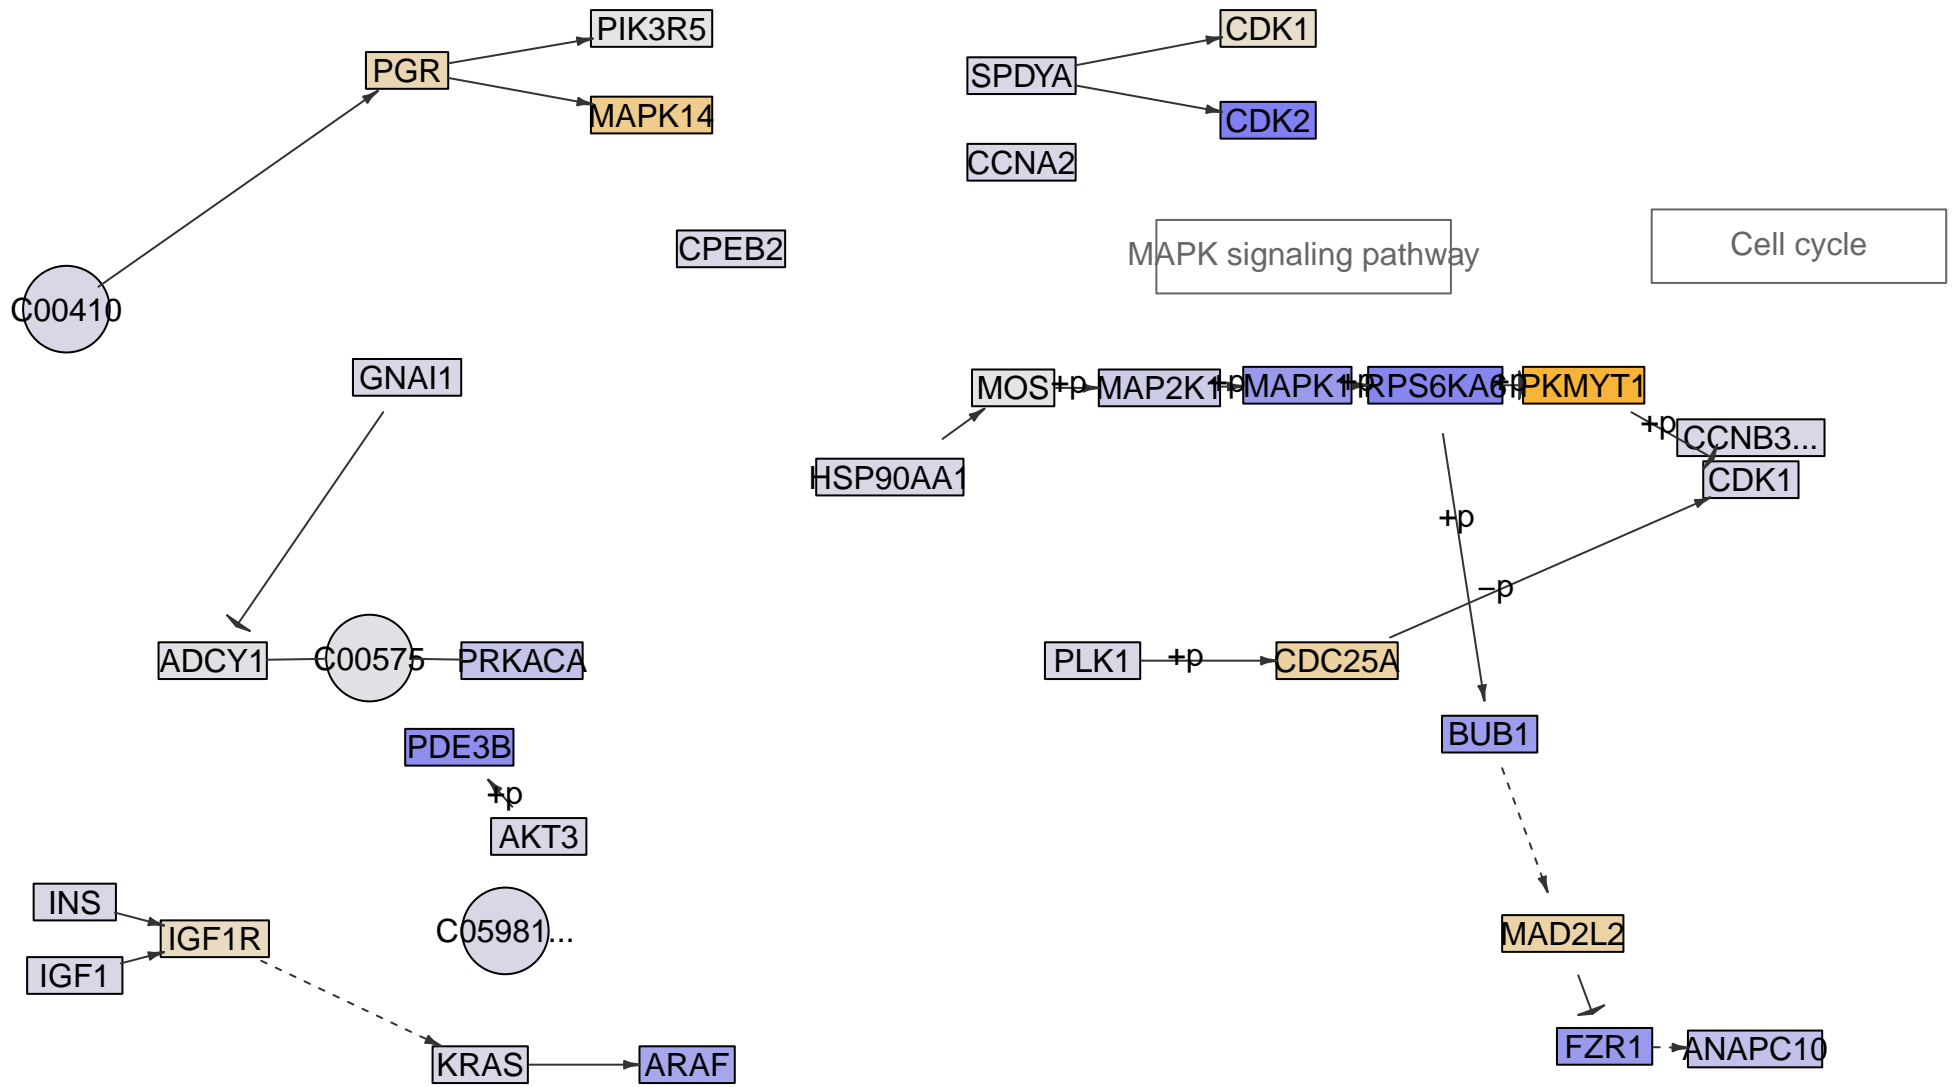 PIK3R5
CDK1
PGR
SPDYA
MAPK14
CDK2
CCNA2
CPEB2
MAPK signaling pathway
Cell cycle
C00410
GNAI1
MOS
+p
MAP2K1
+p
MAPK1
+p
RPS6KA6
+p
PKMYT1
+p
CCNB3...
HSP90AA1
CDK1
+p
−p
ADCY1
C00575
PRKACA
PLK1
+p
CDC25A
BUB1
PDE3B
+p
AKT3
INS
IGF1R
C05981...
MAD2L2
IGF1
KRAS
ARAF
FZR1
ANAPC10